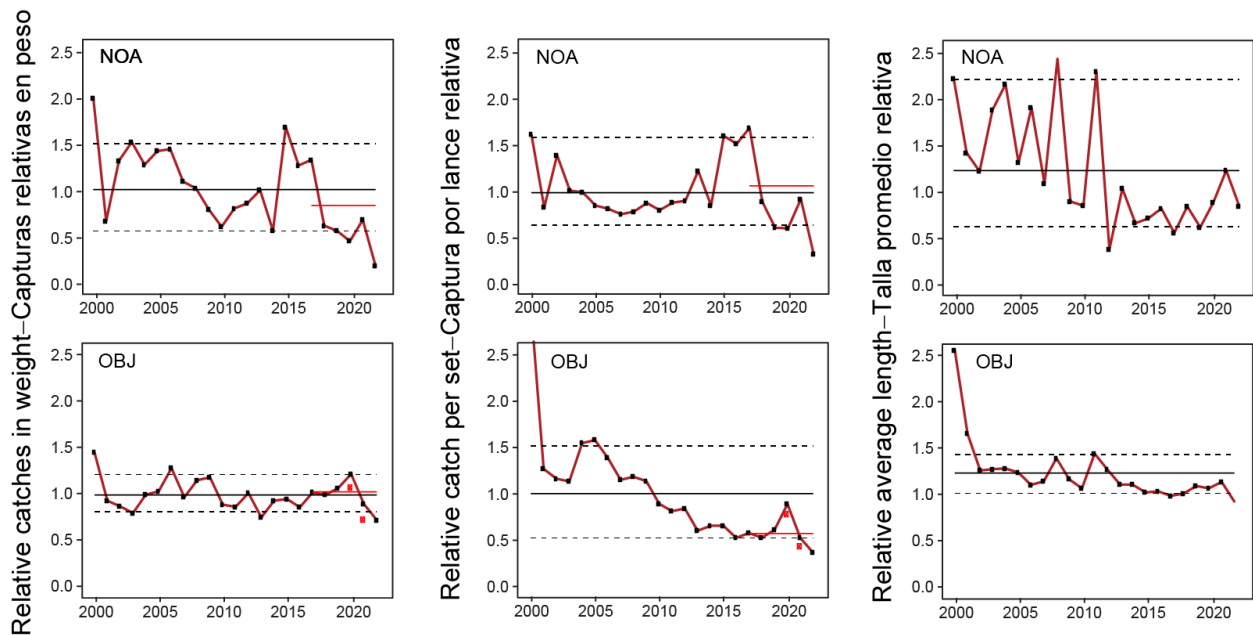 Relative catches in weight–Capturas relativas en peso
NOA
2.5
2.0
1.5
1.0
0.5
0.0
2000 2005 2010 2015 2020
OBJ
2.5
2.0
1.5
1.0
0.5
0.0
2000 2005 2010 2015 2020
Relative catch per set–Captura por lance relativa
NOA
2.5
2.0
1.5
1.0
0.5
0.0
2000 2005 2010 2015 2020
OBJ
2.5
2.0
1.5
1.0
0.5
0.0
2000 2005 2010 2015 2020
Relative average length–Talla promedio relativa
NOA
2.5
2.0
1.5
1.0
0.5
0.0
2000 2005 2010 2015 2020
OBJ
2.5
2.0
1.5
1.0
0.5
0.0
2000 2005 2010 2015 2020